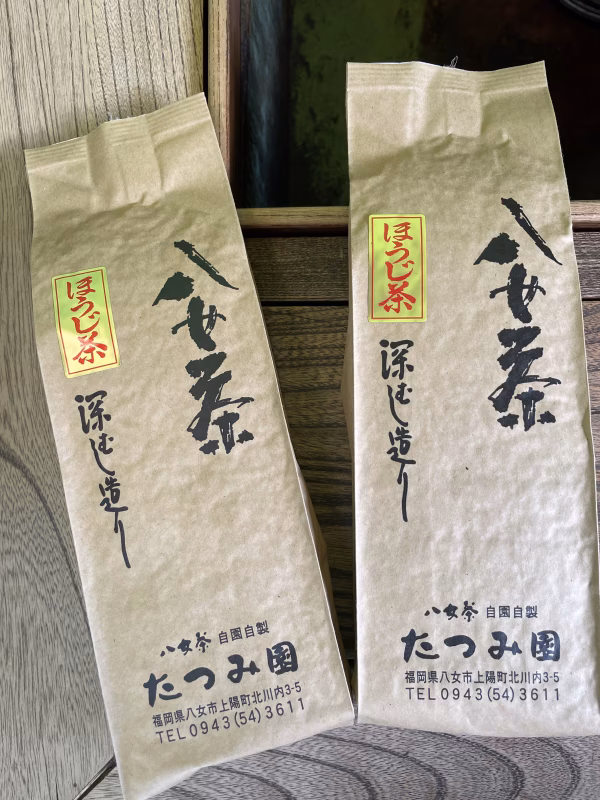 八女茶
ほうじ茶
深むし造り
八女茶 自園自製
たつみ園
福岡県八女市上陽町北川内3-5
TEL0943(54)3611
八女茶
ほうじ茶
深むし造り
八女茶 自園自製
たつみ園
福岡県八女市上陽町北川内3-5
TEL0943(54)3611